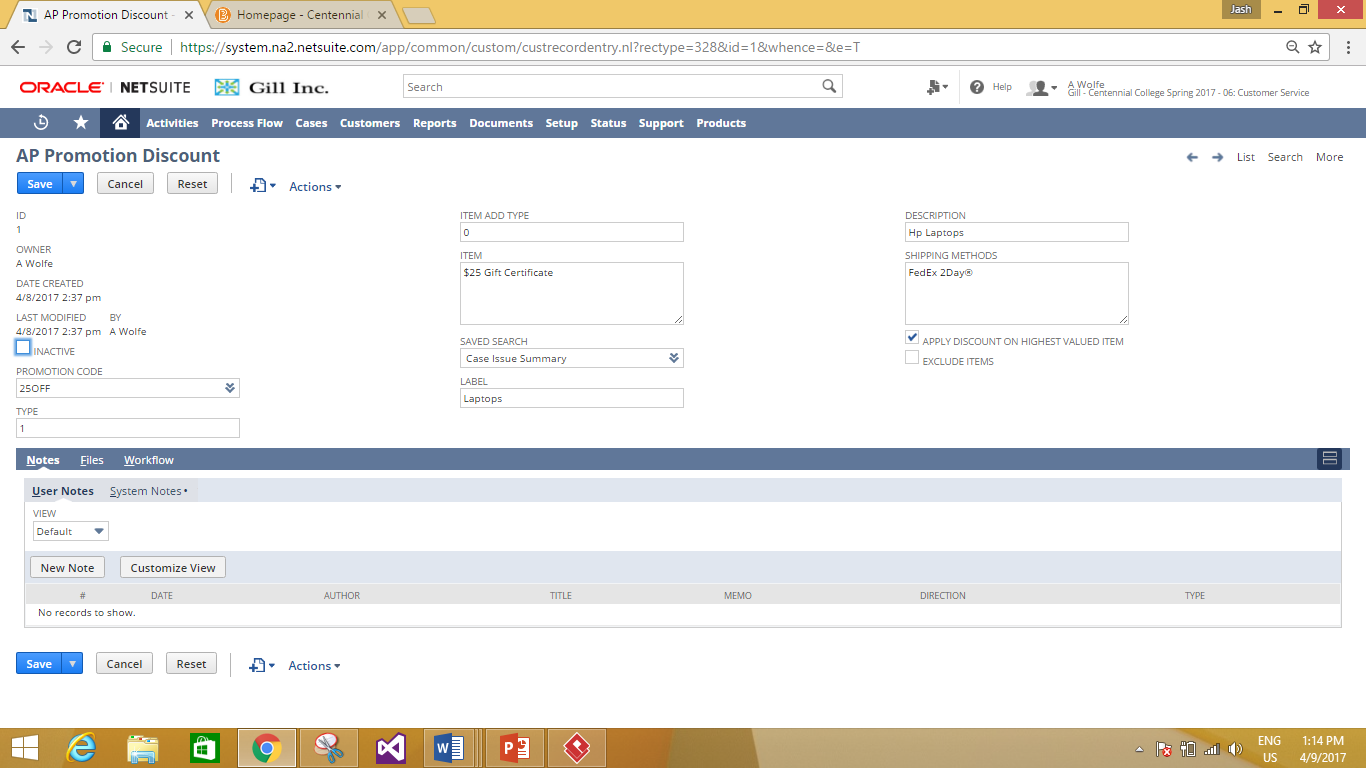 AP Promotion Discount -
Homepage - Centennial
Jash
Secure
https://system.na2.netsuite.com/app/common/custom/custrecordentry.nl?rectype=328&id=1&whence=&e=T
ORACLE® NETSUITE
Gill Inc.
Search
Help
A Wolfe
Gill - Centennial College Spring 2017 - 06: Customer Service
Activities Process Flow Cases Customers Reports Documents Setup Status Support Products
AP Promotion Discount
List Search More
Save Cancel Reset Actions
ID
1
OWNER
A Wolfe
DATE CREATED
4/8/2017 2:37 pm
LAST MODIFIED BY
4/8/2017 2:37 pm A Wolfe
INACTIVE
PROMOTION CODE
25OFF
TYPE
1
ITEM ADD TYPE
0
ITEM
$25 Gift Certificate
SAVED SEARCH
Case Issue Summary
LABEL
Laptops
DESCRIPTION
Hp Laptops
SHIPPING METHODS
FedEx 2Day®
APPLY DISCOUNT ON HIGHEST VALUED ITEM
EXCLUDE ITEMS
Notes Files Workflow
User Notes System Notes •
VIEW
Default
New Note Customize View
# DATE AUTHOR TITLE MEMO DIRECTION TYPE
No records to show.
Save Cancel Reset Actions
ENG 1:14 PM
US 4/9/2017